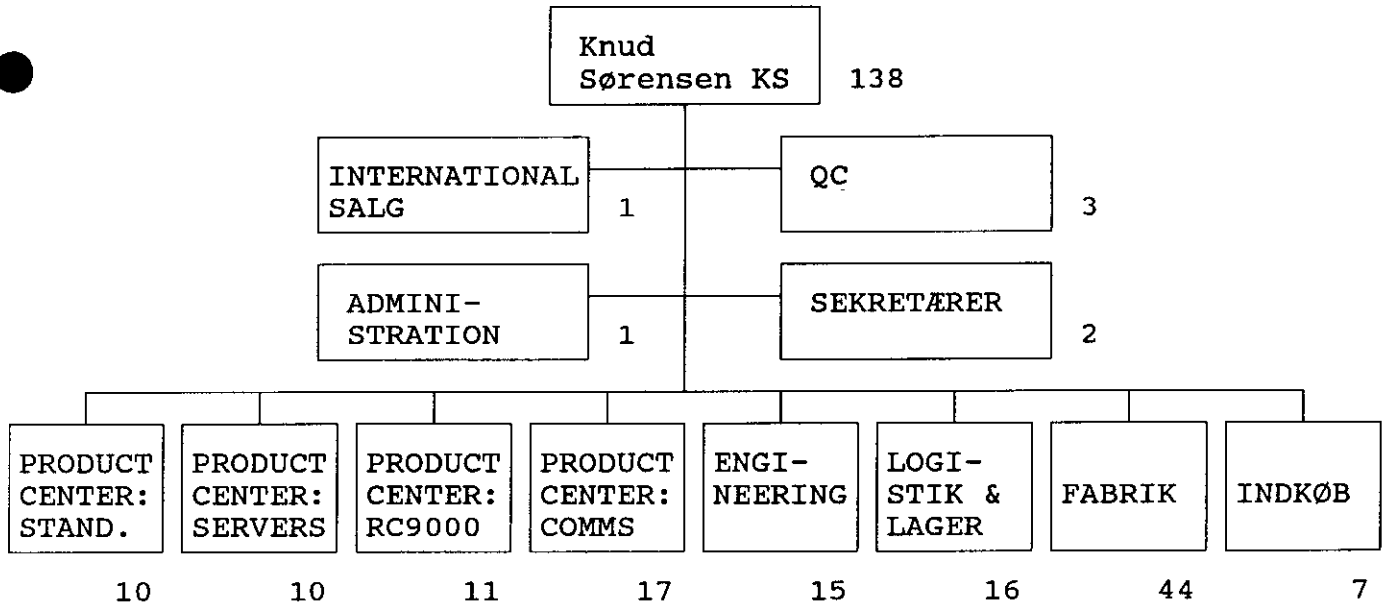 Knud
Sørensen KS
138
INTERNATIONAL
SALG
1
QC
3
ADMINI-
STRATION
1
SEKRETÆRER
2
PRODUCT
CENTER:
STAND.
10
PRODUCT
CENTER:
SERVERS
10
PRODUCT
CENTER:
RC9000
11
PRODUCT
CENTER:
COMMS
17
ENGI-
NEERING
15
LOGI-
STIK &
LAGER
16
FABRIK
44
INDKØB
7